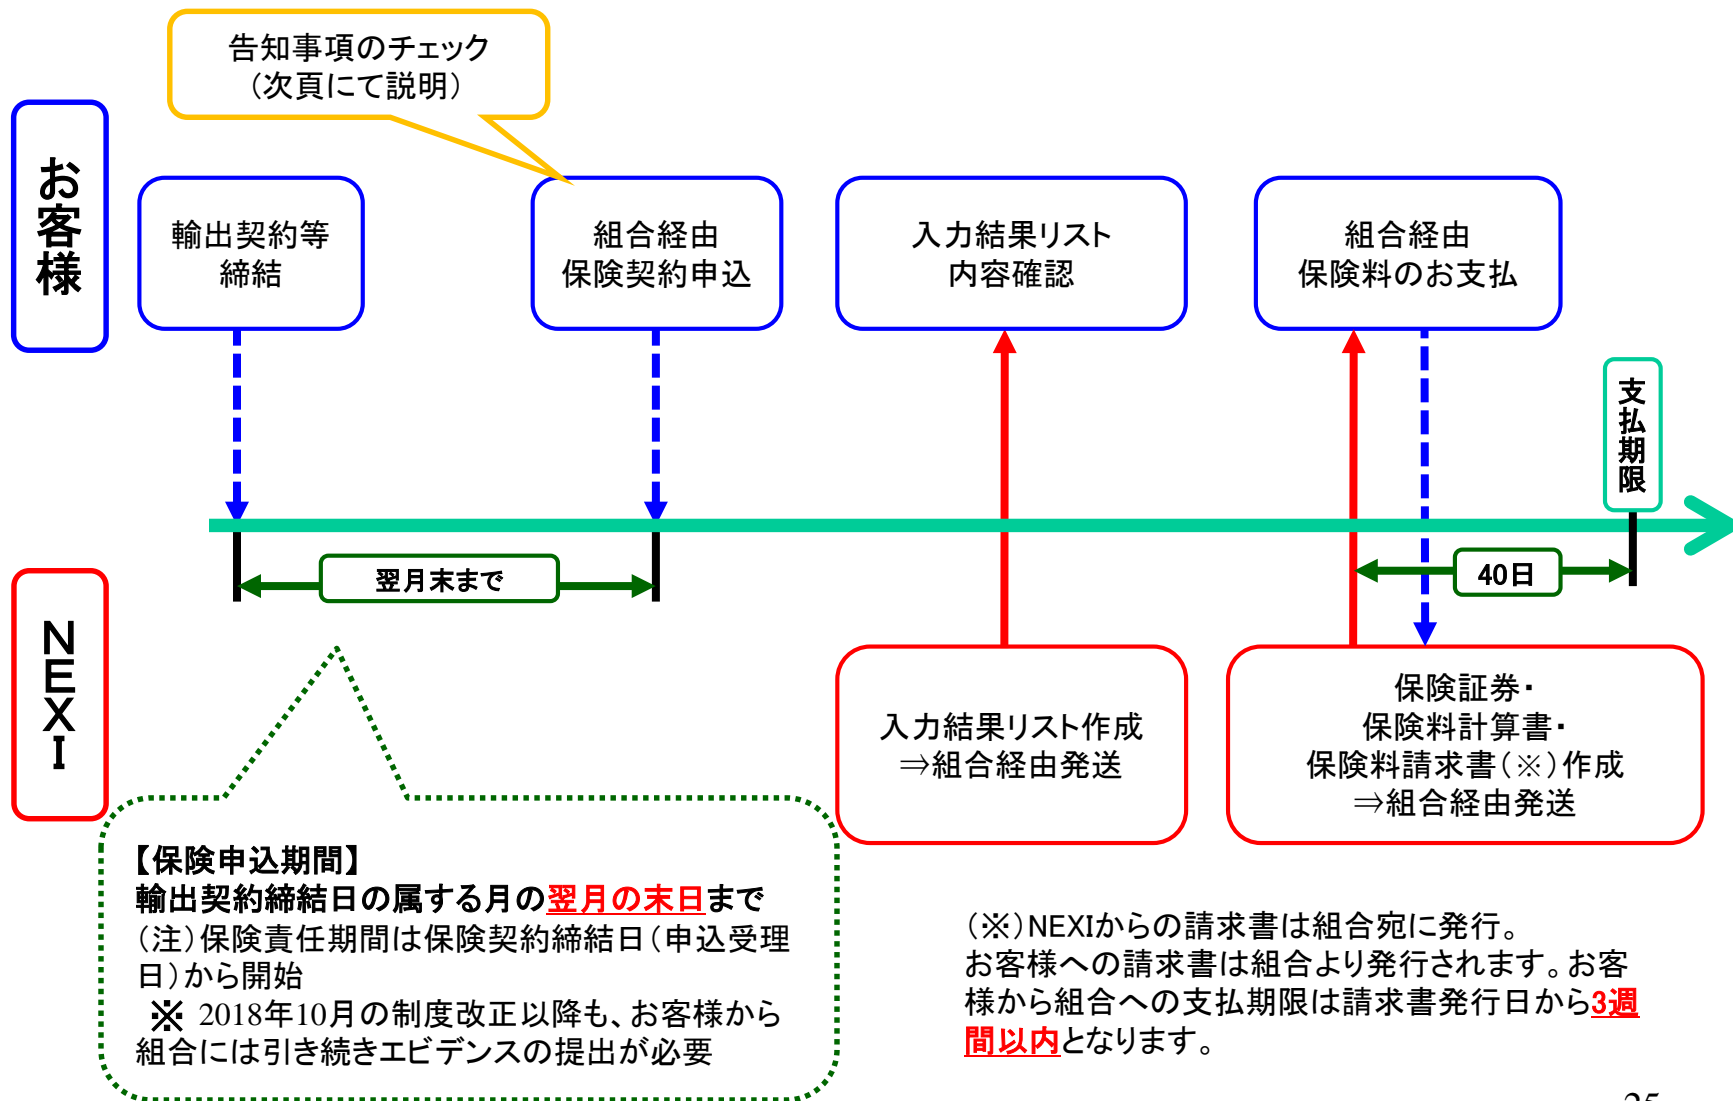 告知事項のチェック
（次頁にて説明）
お客様
輸出契約等
締結
組合経由
保険契約申込
入力結果リスト
内容確認
組合経由
保険料のお支払
支払期限
翌月末まで
40日
ＮＥＸＩ
入力結果リスト作成
⇒組合経由発送
保険証券・
保険料計算書・
保険料請求書（※）作成
⇒組合経由発送
【保険申込期間】
輸出契約締結日の属する月の翌月の末日まで
（注）保険責任期間は保険契約締結日（申込受理
日）から開始
※ 2018年10月の制度改正以降も、お客様から
組合には引き続きエビデンスの提出が必要
（※）NEXIからの請求書は組合宛に発行。
お客様への請求書は組合より発行されます。お客
様から組合への支払期限は請求書発行日から3週
間以内となります。
25